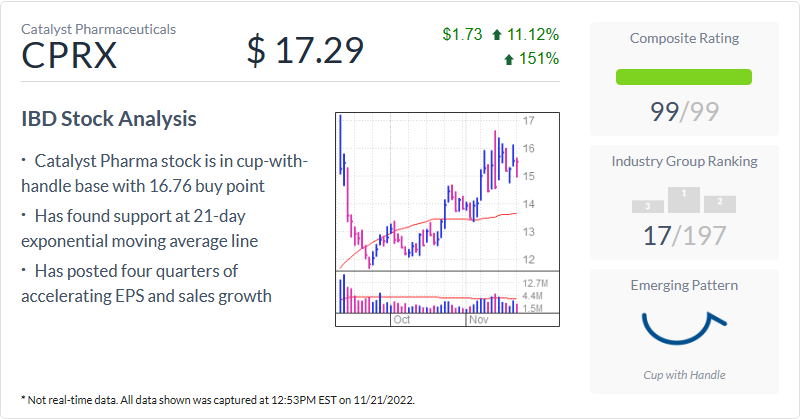 Catalyst Pharmaceuticals
CPRX
$ 17.29
$1.73 11.12%
151%
IBD Stock Analysis
· Catalyst Pharma stock is in cup-with-
handle base with 16.76 buy point
· Has found support at 21-day
exponential moving average line
· Has posted four quarters of
accelerating EPS and sales growth
17
16
15
14
13
12
12.7M
4.4M
1.5M
Oct
Nov
Composite Rating
99/99
Industry Group Ranking
3
1
2
17/197
Emerging Pattern
Cup with Handle
* Not real-time data. All data shown was captured at 12:53PM EST on 11/21/2022.